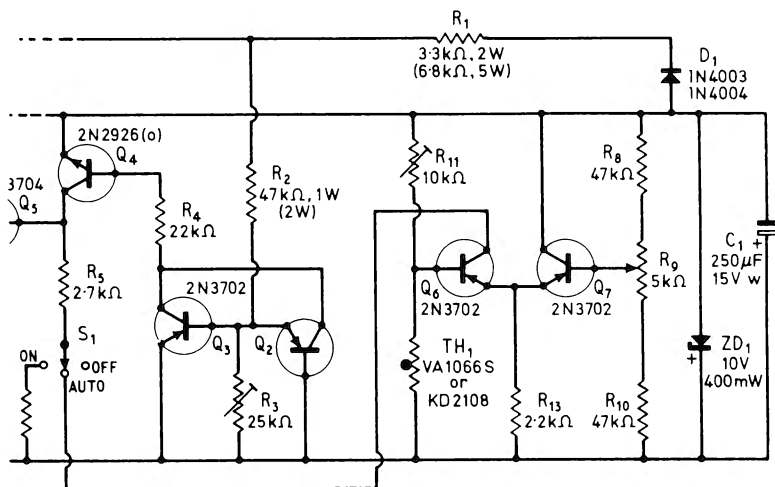 R1
3·3kΩ, 2W
(6·8kΩ, 5W)
D1
1N4003
1N4004
2N2926(o)
Q4
3704
Q5
R2
47kΩ, 1W
(2W)
R11
10kΩ
R8
47kΩ
R4
22kΩ
R5
2·7kΩ
2N3702
C1
250µF
15V w
+
R9
5kΩ
Q6
2N3702
Q7
2N3702
S1
ON
OFF
AUTO
Q3
Q2
TH1
VA1066S
or
KD2108
ZD1
10V
400mW
+
R3
25kΩ
R13
2·2kΩ
R10
47kΩ